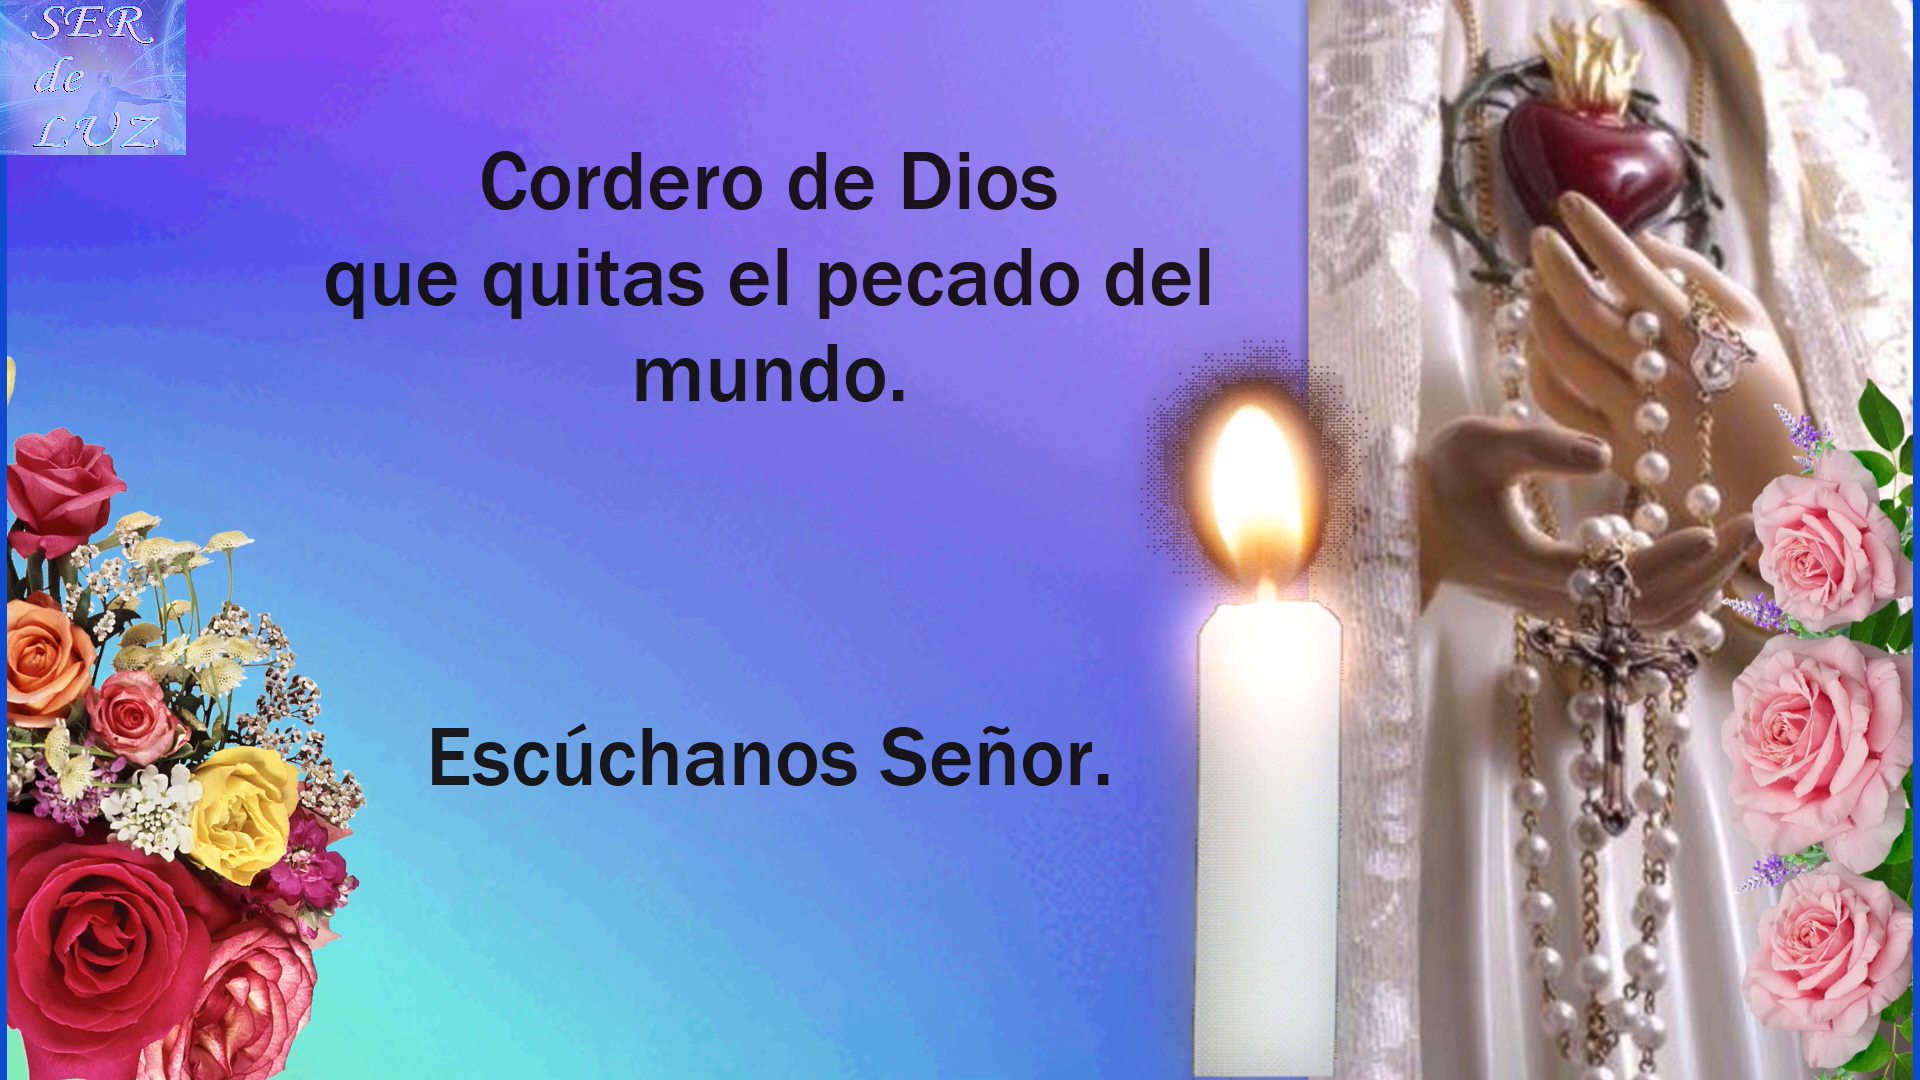 SER
de
LUZ
Cordero de Dios
que quitas el pecado del
mundo.
Escúchanos Señor.